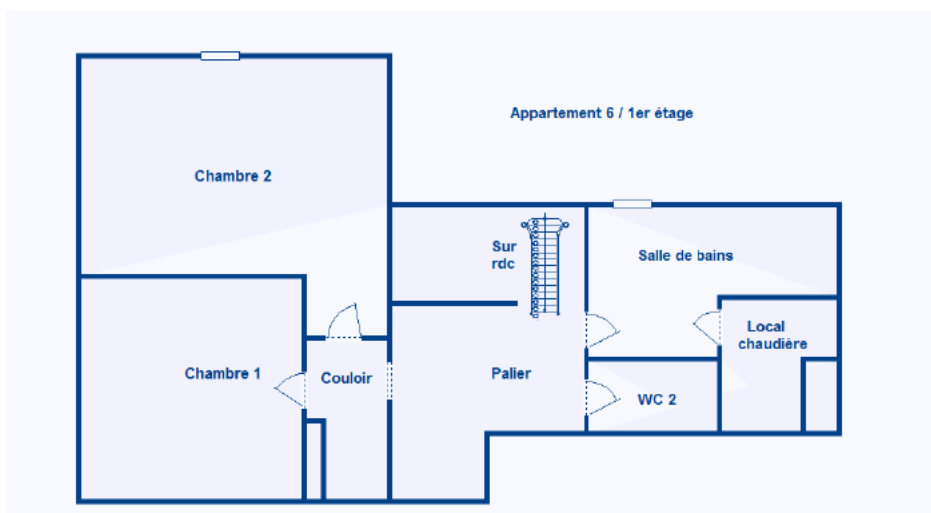 Appartement 6 / 1er étage
Chambre 2
Sur
rdc
Salle de bains
Local
chaudière
Chambre 1
Couloir
Palier
WC 2